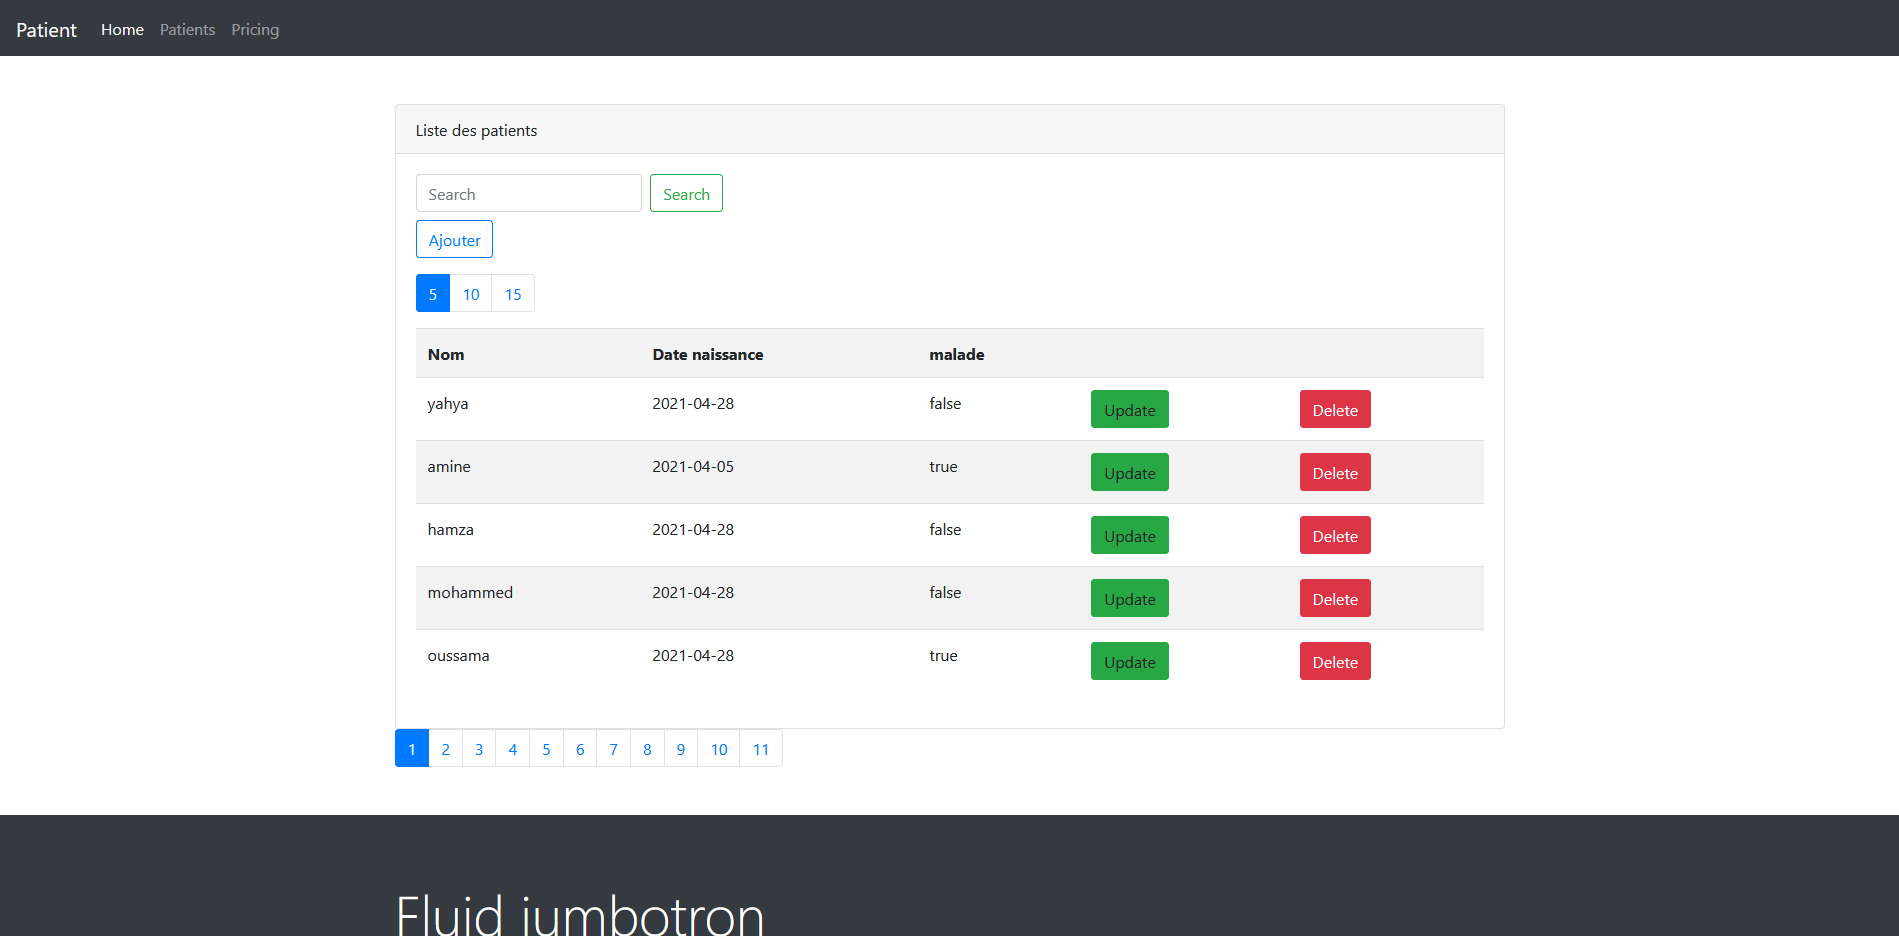 Patient Home Patients Pricing
Liste des patients
Search Search
Ajouter
5 10 15
Nom Date naissance malade
yahya 2021-04-28 false Update Delete
amine 2021-04-05 true Update Delete
hamza 2021-04-28 false Update Delete
mohammed 2021-04-28 false Update Delete
oussama 2021-04-28 true Update Delete
1 2 3 4 5 6 7 8 9 10 11
Fluid jumbotron